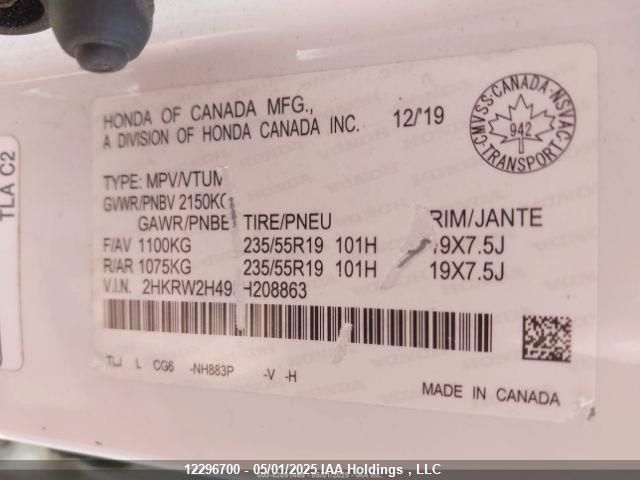 HONDA OF CANADA MFG.,
A DIVISION OF HONDA CANADA INC.
12/'19
CMVSS·CANADA·NSVAC
942
TRANSPORT
TYPE: MPV/VTUM
GVWR/PNBV 2150KG
GAWR/PNBE TIRE/PNEU RIM/JANTE
F/AV 1100KG 235/55R19 101H 19X7.5J
R/AR 1075KG 235/55R19 101H 19X7.5J
V.I.N. 2HKRW2H49 H208863
L CG6 -NH883P -V -H
MADE IN CANADA
TLA C2
12296700 - 05/01/2025 IAA Holdings , LLC